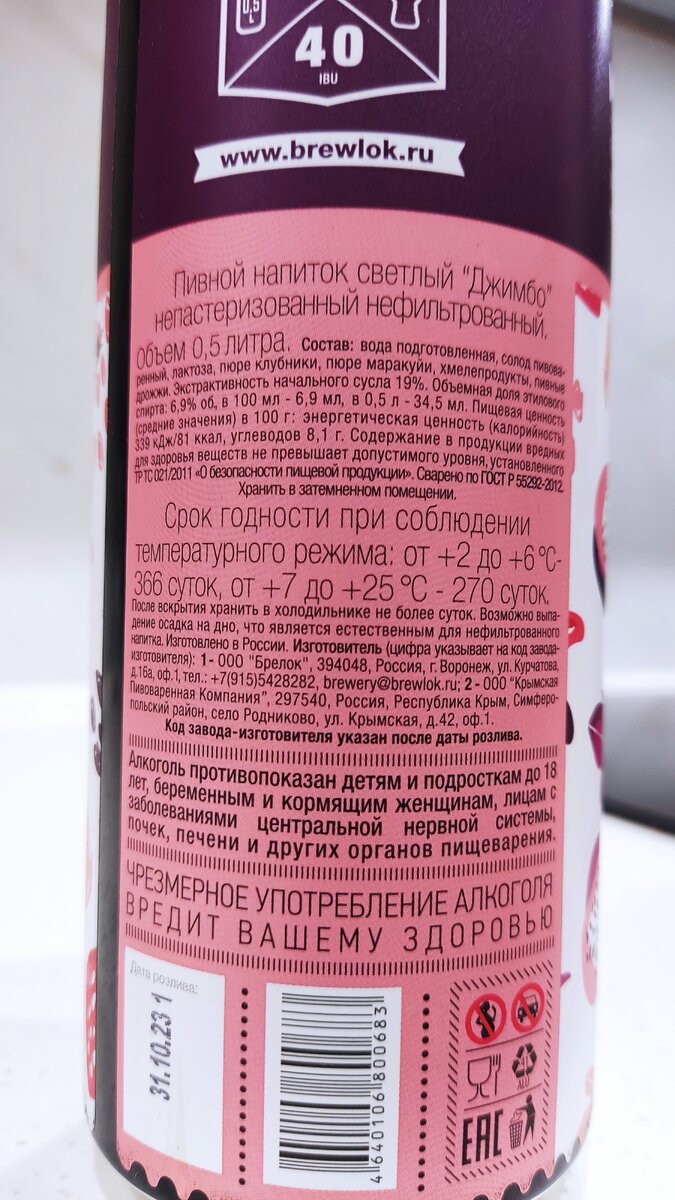 0,5
L
40
IBU
www.brewlok.ru
Пивной напиток светлый "Джимбо"
непастеризованный нефильтрованный.
Объем 0,5 литра. Состав: вода подготовленная, солод пивова-
ренный, лактоза, пюре клубники, пюре маракуйи, хмелепродукты, пивные
дрожжи. Экстрактивность начального сусла 19%. Объемная доля этилового
спирта: 6,9% об, в 100 мл - 6,9 мл, в 0,5 л - 34,5 мл. Пищевая ценность
(средние значения) в 100 г: энергетическая ценность (калорийность)
339 кДж/81 ккал, углеводов 8,1 г. Содержание в продукции вредных
для здоровья веществ не превышает допустимого уровня, установленного
ТР ТС 021/2011 «О безопасности пищевой продукции». Сварено по ГОСТ Р 55292-2012.
Хранить в затемненном помещении.
Срок годности при соблюдении
температурного режима: от +2 до +6 °C-
366 суток, от +7 до +25 °C - 270 суток.
После вскрытия хранить в холодильнике не более суток. Возможно выпа-
дение осадка на дно, что является естественным для нефильтрованного
напитка. Изготовлено в России. Изготовитель (цифра указывает на код завода-
изготовителя): 1 - ООО "Брелок", 394048, Россия, г. Воронеж, ул. Курчатова,
д.16а, оф.1, тел.: +7(915)5428282, brewery@brewlok.ru; 2 - ООО "Крымская
Пивоваренная Компания", 297540, Россия, Республика Крым, Симферо-
польский район, село Родниково, ул. Крымская, д.42, оф.1.
Код завода-изготовителя указан после даты розлива.
Алкоголь противопоказан детям и подросткам до 18
лет, беременным и кормящим женщинам, лицам с
заболеваниями центральной нервной системы,
почек, печени и других органов пищеварения.
ЧРЕЗМЕРНОЕ УПОТРЕБЛЕНИЕ АЛКОГОЛЯ
ВРЕДИТ ВАШЕМУ ЗДОРОВЬЮ
Дата розлива:
31.10.23 1
4640106800683
41
ALU
EAC